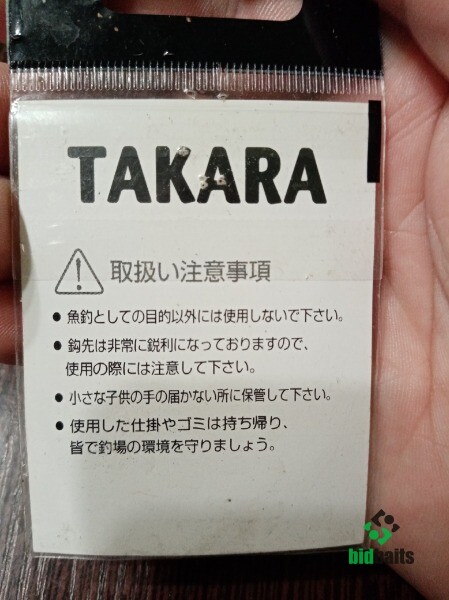 TAKARA
取扱い注意事項
● 魚釣としての目的以外には使用しないで下さい。
● 鈎先は非常に鋭利になっておりますので、
使用の際には注意して下さい。
● 小さな子供の手の届かない所に保管して下さい。
● 使用した仕掛やゴミは持ち帰り、
皆で釣場の環境を守りましょう。
bidbaits